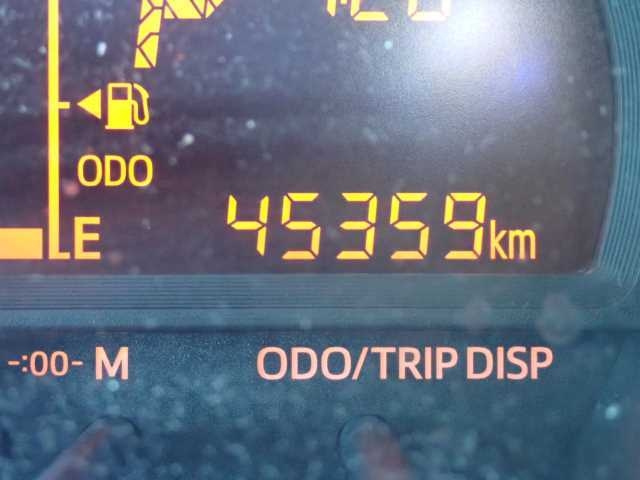 ODO
45359km
E
-:00- M
ODO/TRIP DISP